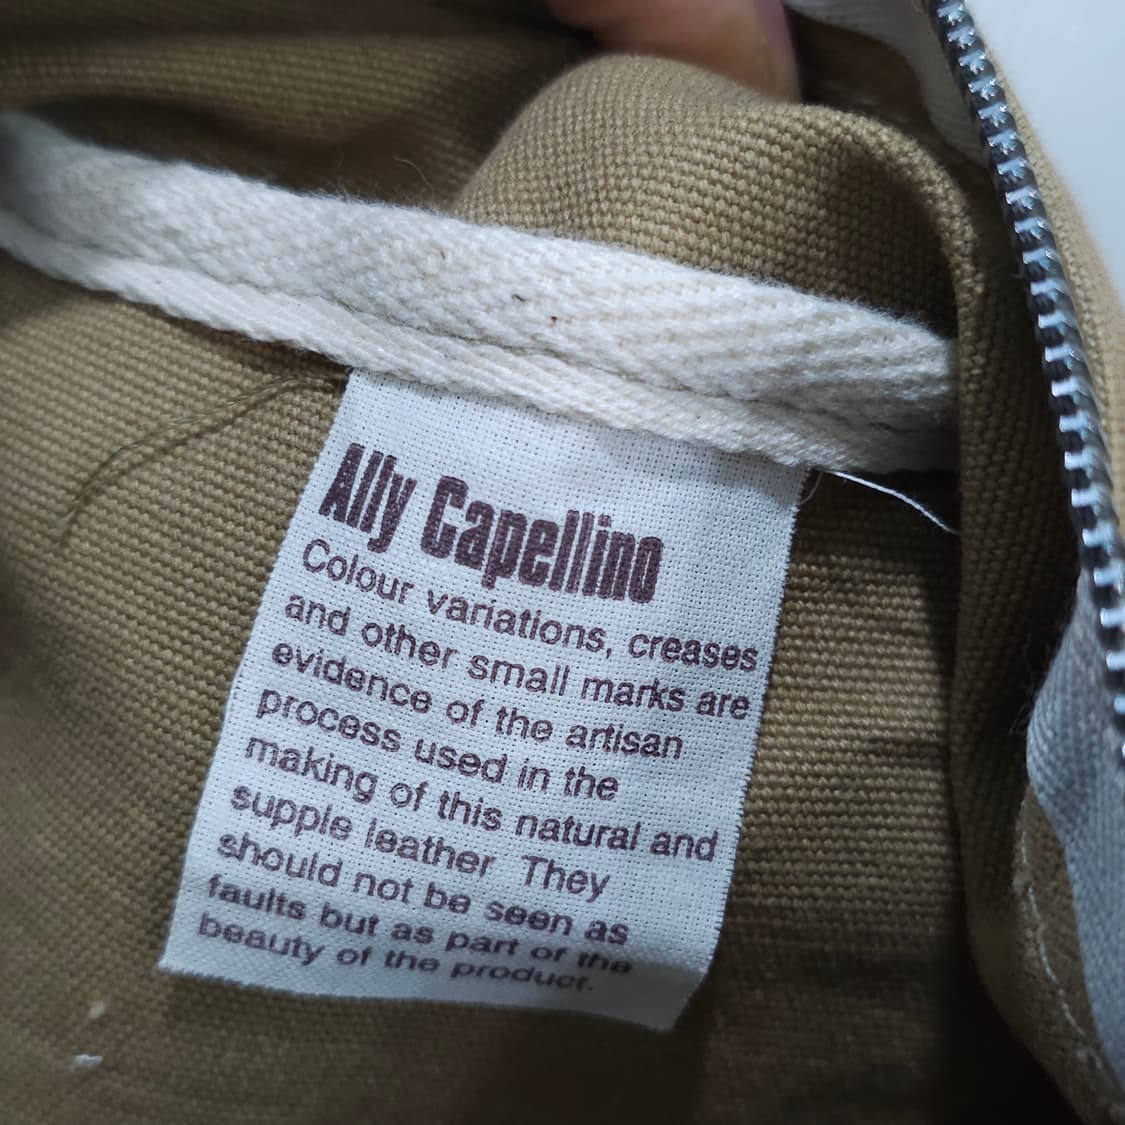 Ally Capellino
Colour variations, creases
and other small marks are
evidence of the artisan
process used in the
making of this natural and
supple leather They
should not be seen as
faults but as part of the
beauty of the product.